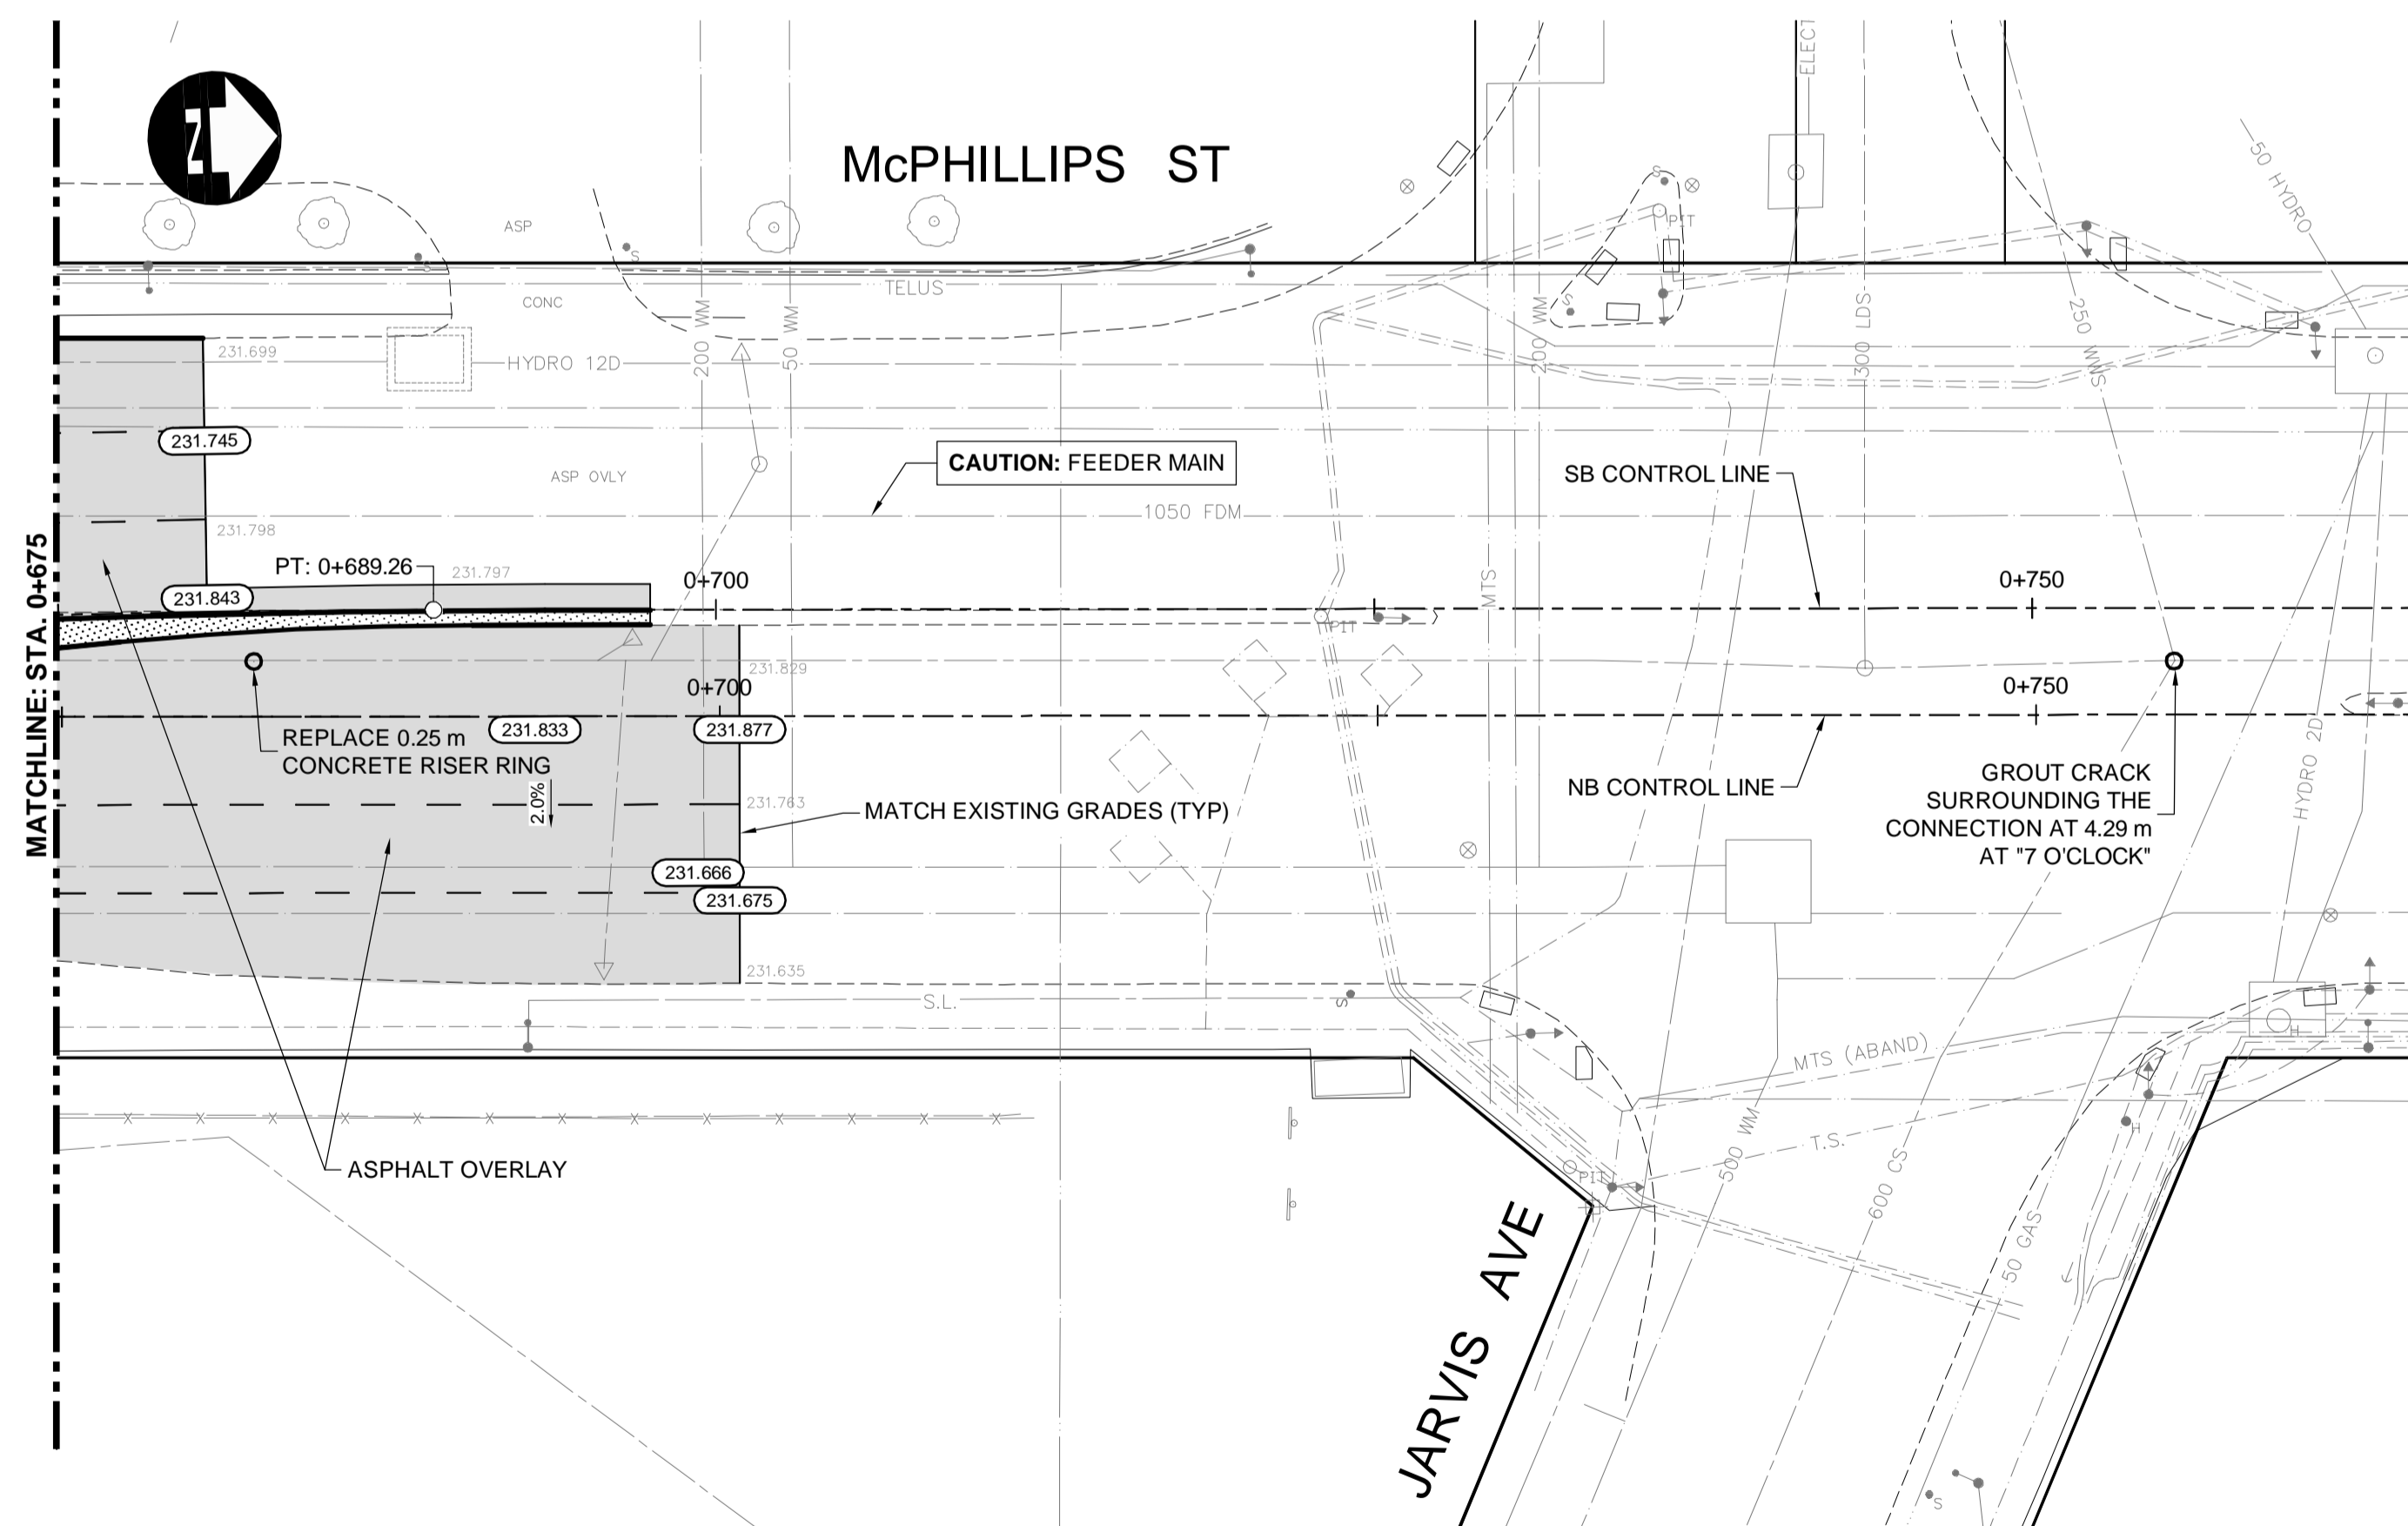 ELECT
N
McPHILLIPS ST
50 HYDRO
S
PIT
ASP
S
S
TELUS
CONC
S
200 WM
50 WM
200 WM
300 LDS
250 WWS
231.699
HYDRO 12D
231.745
CAUTION: FEEDER MAIN
SB CONTROL LINE
ASP OVLY
1050 FDM
231.798
MATCHLINE: STA. 0+675
PT: 0+689.26
231.797
0+700
MTS
0+750
231.843
PIT
231.829
0+700
0+750
REPLACE 0.25 m
CONCRETE RISER RING
231.833
231.877
2.0%
231.763
MATCH EXISTING GRADES (TYP)
NB CONTROL LINE
GROUT CRACK
SURROUNDING THE
CONNECTION AT 4.29 m
AT "7 O'CLOCK"
HYDRO 2D
231.666
231.675
231.635
S.L.
S
H
MTS (ABAND)
H
T.S.
500 WM
600 CS
50 GAS
PIT
ASPHALT OVERLAY
JARVIS AVE
S